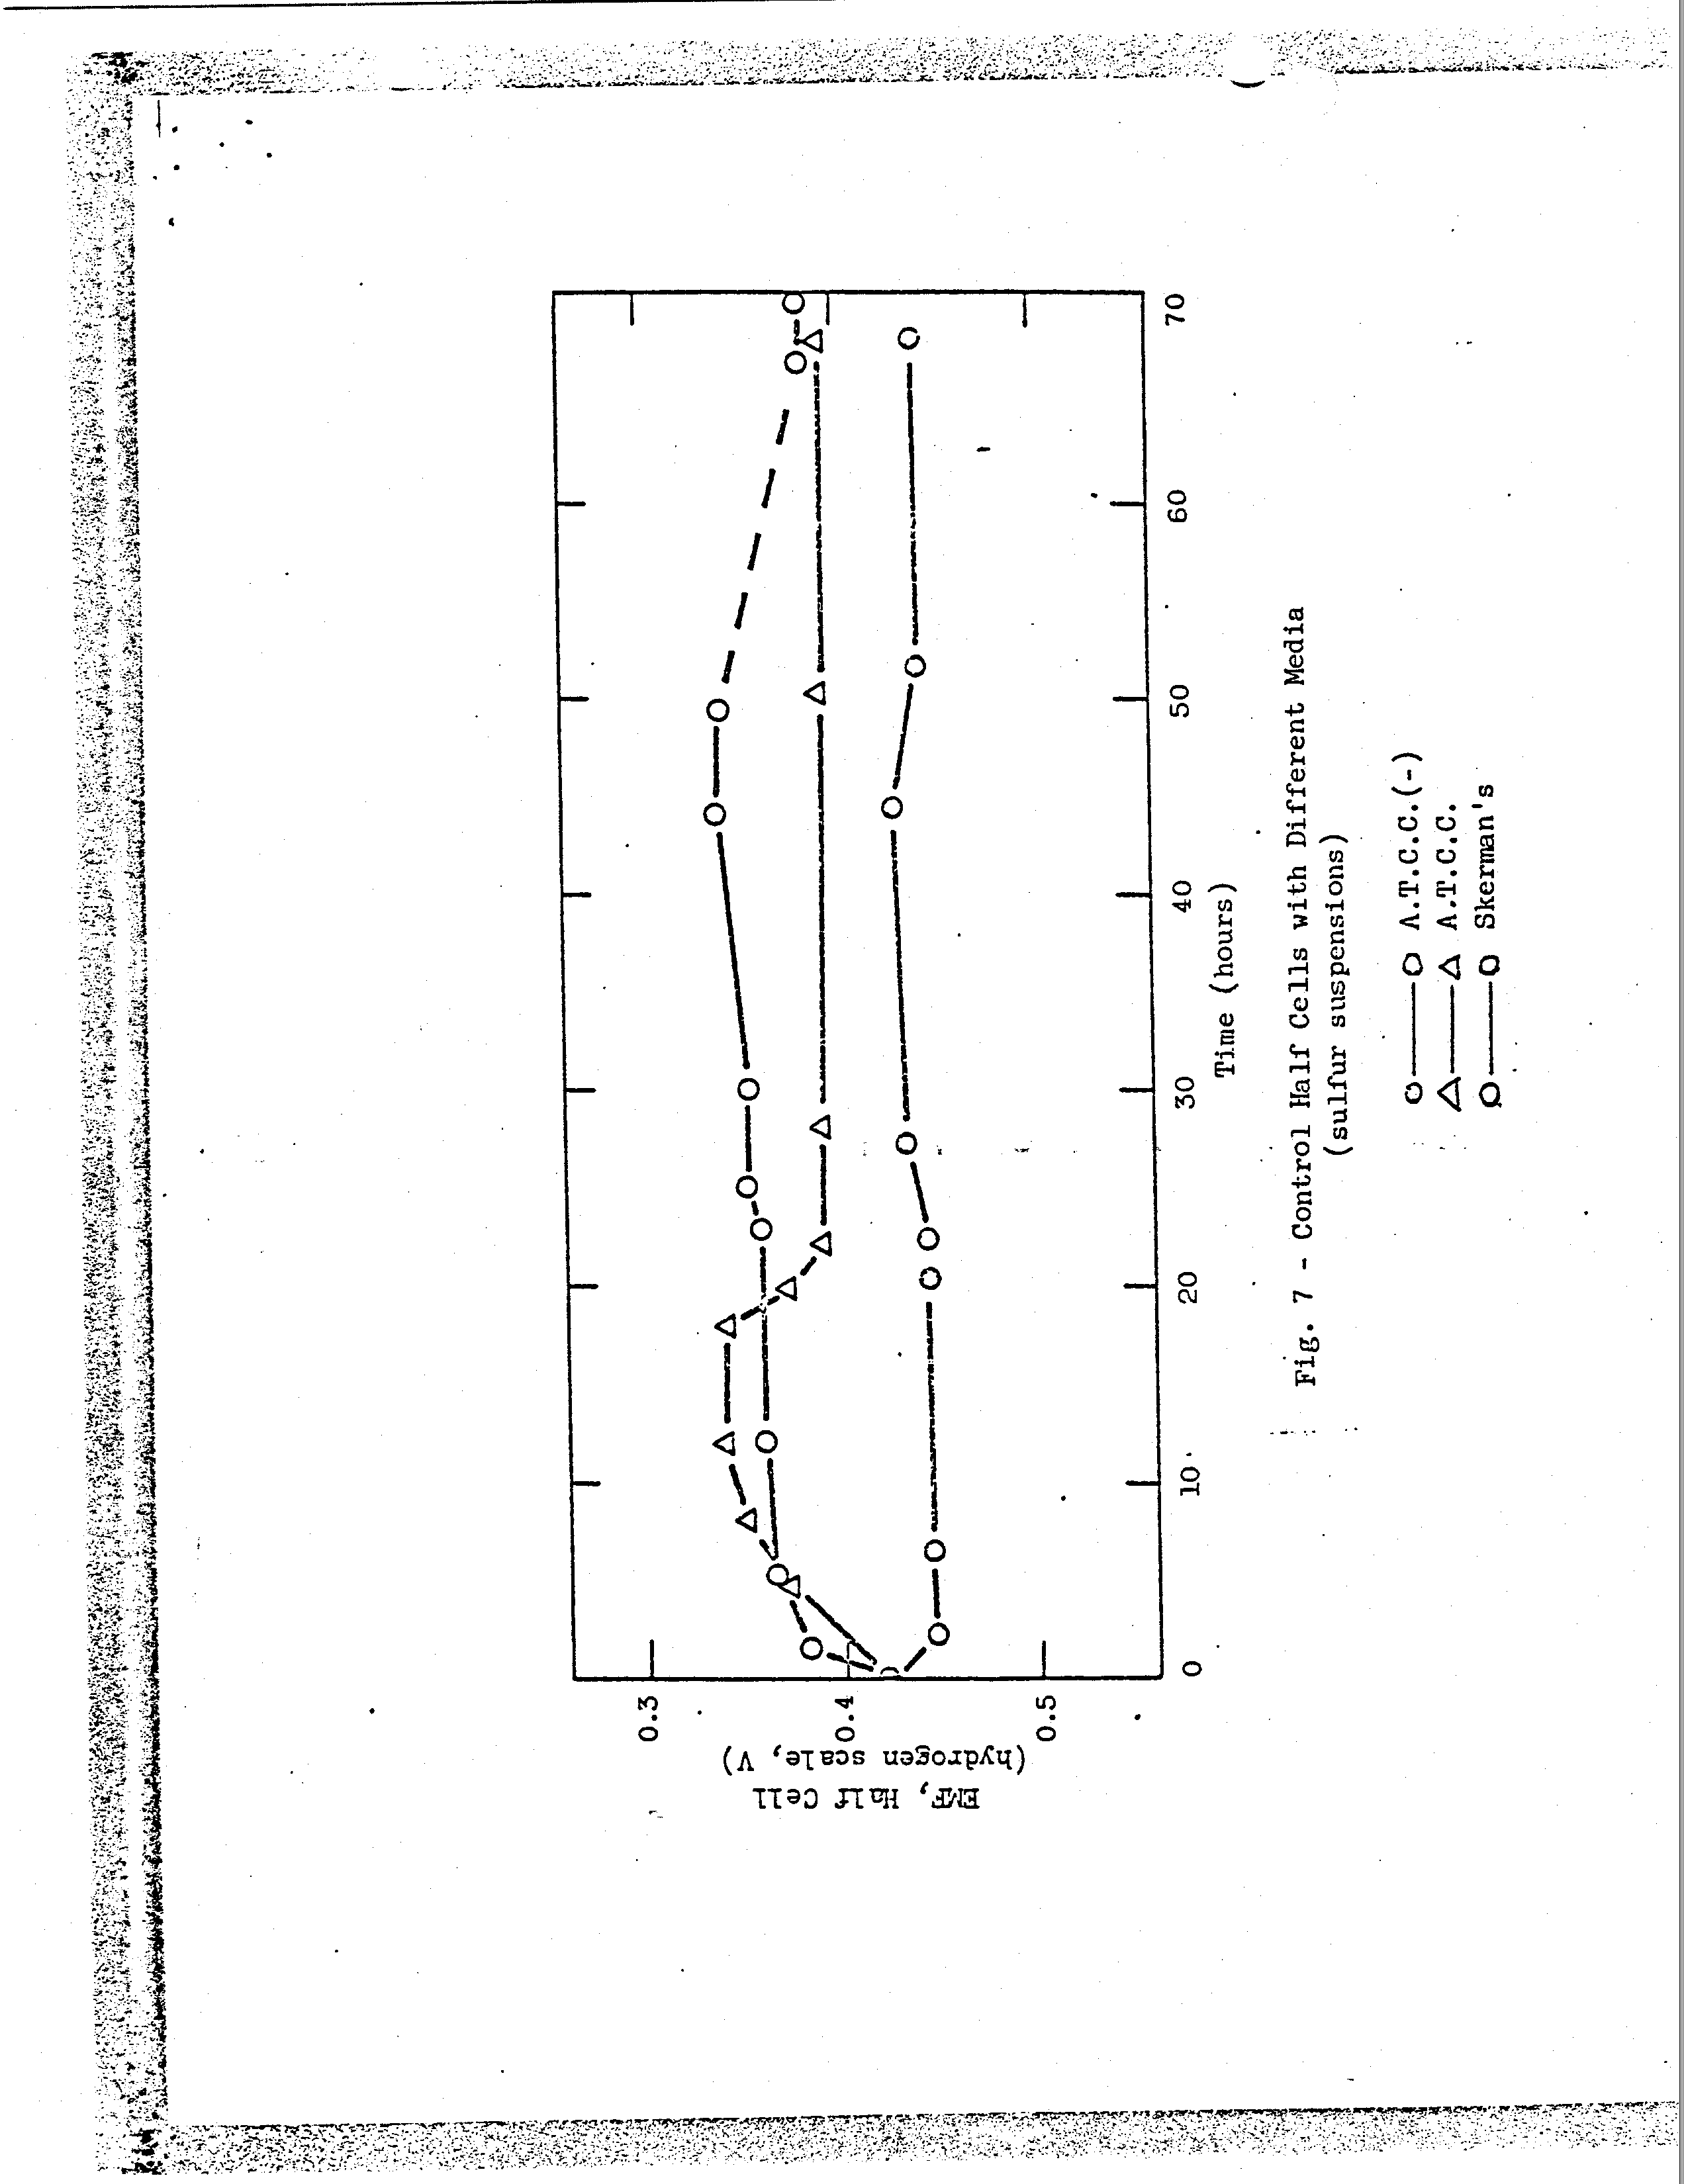 EMF, Half Cell
(hydrogen scale, V)
0.3
0.4
0.5
0
10
20
30
40
50
60
70
Time (hours)
Fig. 7 - Control Half Cells with Different Media
(sulfur suspensions)
A.T.C.C.(-)
A.T.C.C.
Skerman's